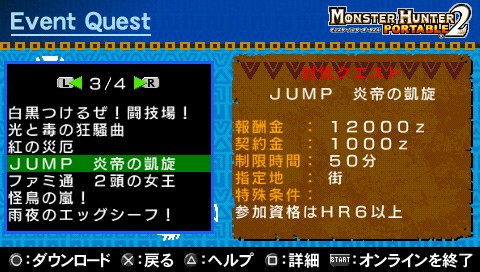 Event Quest
MONSTER HUNTER
PORTABLE 2
L 3/4 R
白黒つけるぜ！闘技場！
光と毒の狂騒曲
紅の災厄
ＪＵＭＰ　炎帝の凱旋
ファミ通　２頭の女王
怪鳥の嵐！
雨夜のエッグシーフ！
討伐クエスト
ＪＵＭＰ　炎帝の凱旋
報酬金　：　１２０００ｚ
契約金　：　１０００ｚ
制限時間：　５０分
指定地　：　街
特殊条件：
参加資格はＨＲ６以上
○:ダウンロード　×:戻る　△:ヘルプ　□:詳細　START:オンラインを終了